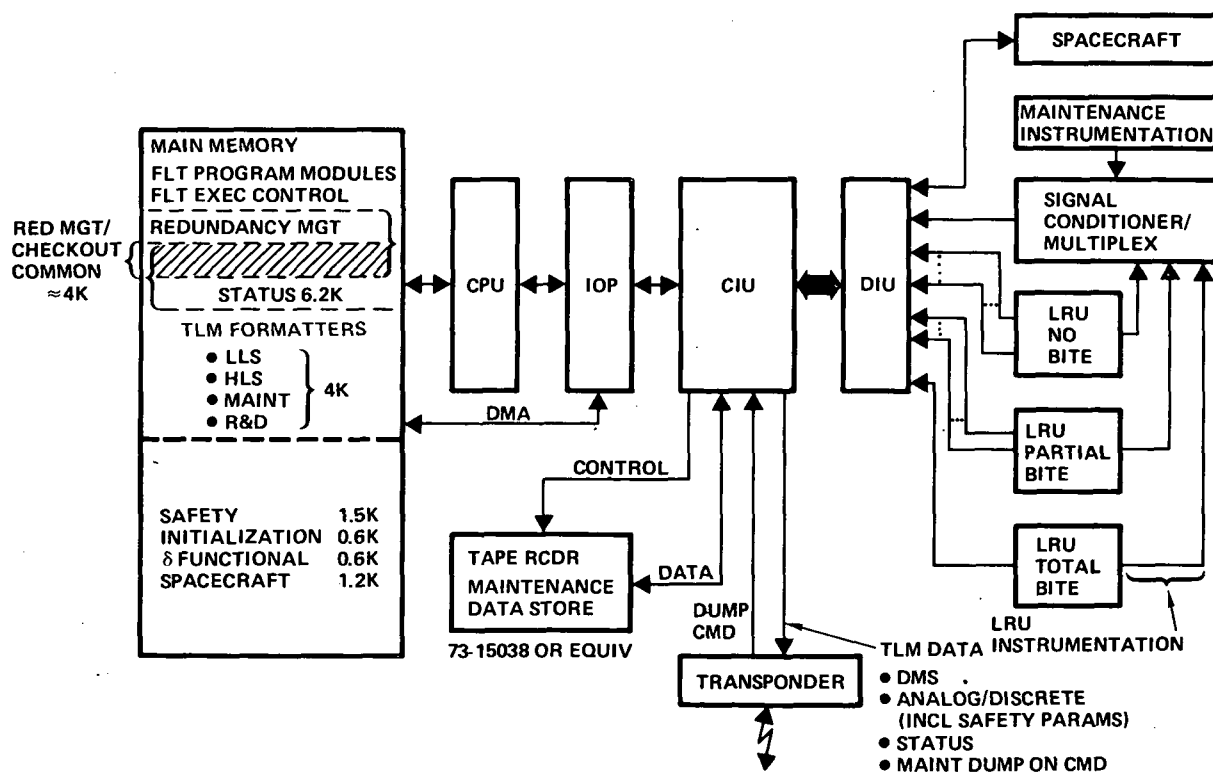 MAIN MEMORY
FLT PROGRAM MODULES
FLT EXEC CONTROL
REDUNDANCY MGT
RED MGT/
CHECKOUT
COMMON
≈4K
STATUS 6.2K
TLM FORMATTERS
● LLS
● HLS
● MAINT
● R&D
4K
SAFETY 1.5K
INITIALIZATION 0.6K
δ FUNCTIONAL 0.6K
SPACECRAFT 1.2K
CPU
IOP
CIU
DIU
DMA
CONTROL
TAPE RCDR
MAINTENANCE
DATA STORE
73-15038 OR EQUIV
DATA
DUMP
CMD
TRANSPONDER
TLM DATA
● DMS
● ANALOG/DISCRETE
(INCL SAFETY PARAMS)
● STATUS
● MAINT DUMP ON CMD
SPACECRAFT
MAINTENANCE
INSTRUMENTATION
SIGNAL
CONDITIONER/
MULTIPLEX
LRU
NO
BITE
LRU
PARTIAL
BITE
LRU
TOTAL
BITE
LRU
INSTRUMENTATION